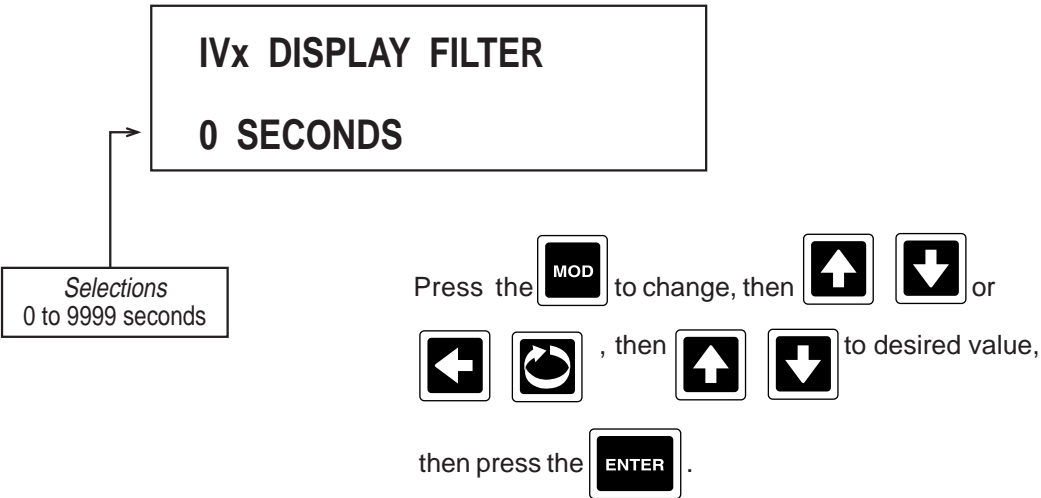 IVx DISPLAY FILTER
0 SECONDS
Selections
0 to 9999 seconds
Press the MOD to change, then or
, then to desired value,
then press the ENTER .